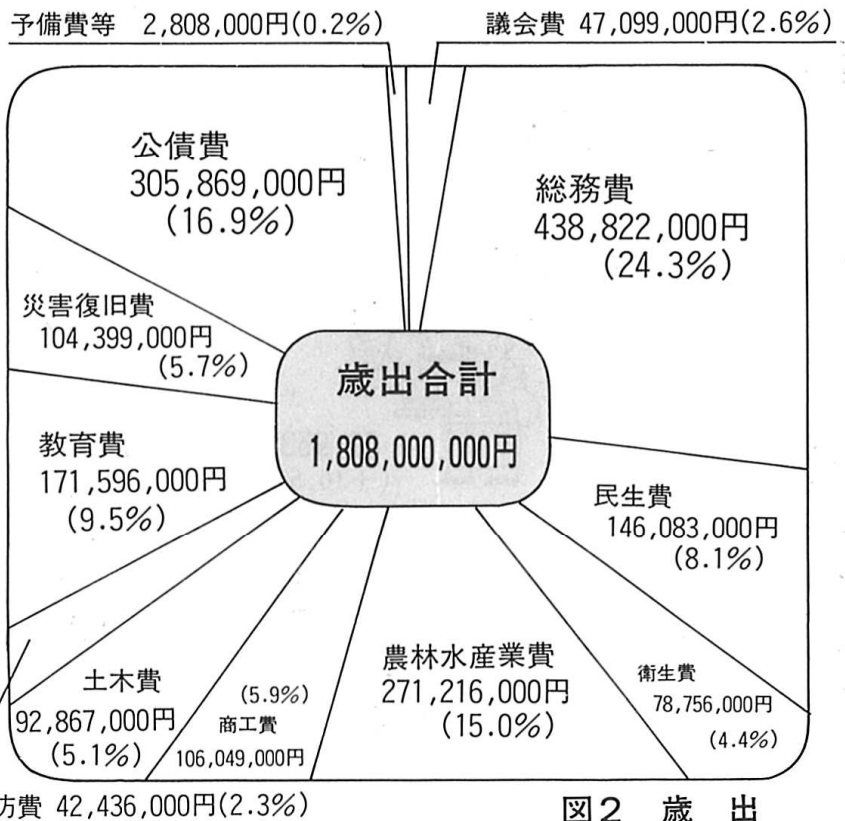 予備費等 2,808,000円(0.2%)
議会費 47,099,000円(2.6%)
公債費
305,869,000円
(16.9%)
総務費
438,822,000円
(24.3%)
災害復旧費
104,399,000円
(5.7%)
歳出合計
1,808,000,000円
教育費
171,596,000円
(9.5%)
民生費
146,083,000円
(8.1%)
農林水産業費
271,216,000円
(15.0%)
衛生費
78,756,000円
(4.4%)
土木費
92,867,000円
(5.1%)
(5.9%)
商工費
106,049,000円
防費 42,436,000円(2.3%)
図2 歳 出